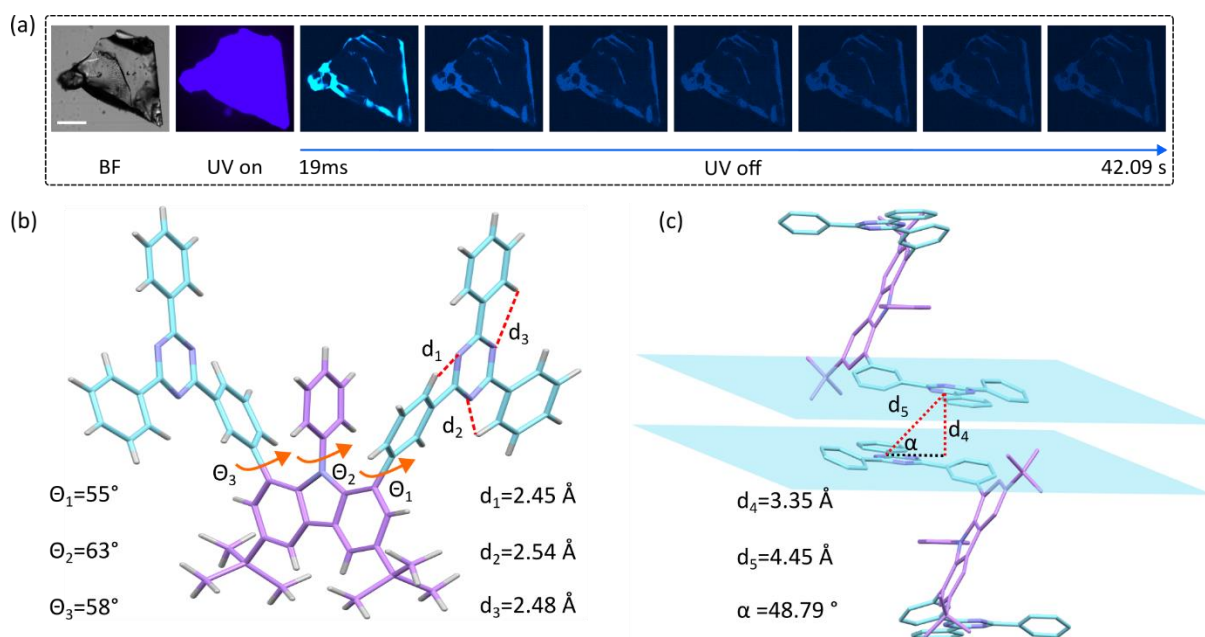 (a)
BF
UV on
19ms
UV off
42.09 s
(b)
d₁
d₃
d₂
Θ₃
Θ₂
Θ₁
Θ₁=55°
Θ₂=63°
Θ₃=58°
d₁=2.45 Å
d₂=2.54 Å
d₃=2.48 Å
(c)
d₅
d₄
α
d₄=3.35 Å
d₅=4.45 Å
α =48.79 °